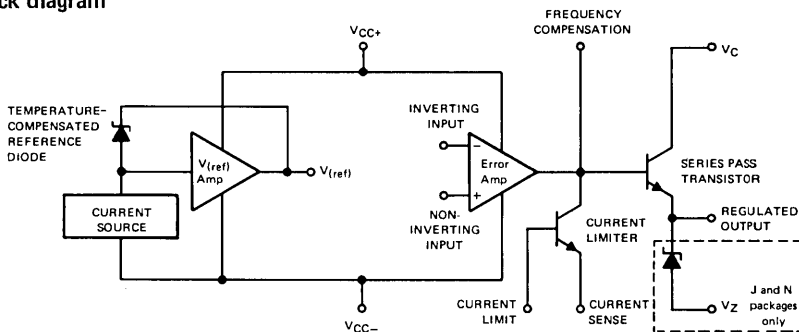 ck diagram
FREQUENCY
COMPENSATION
VCC+
VC
TEMPERATURE-
COMPENSATED
REFERENCE
DIODE
INVERTING
INPUT
V(ref)
Amp
V(ref)
−
Error
Amp
+
SERIES PASS
TRANSISTOR
CURRENT
SOURCE
NON-
INVERTING
INPUT
CURRENT
LIMITER
REGULATED
OUTPUT
VCC−
CURRENT
LIMIT
CURRENT
SENSE
VZ
J and N
packages
only